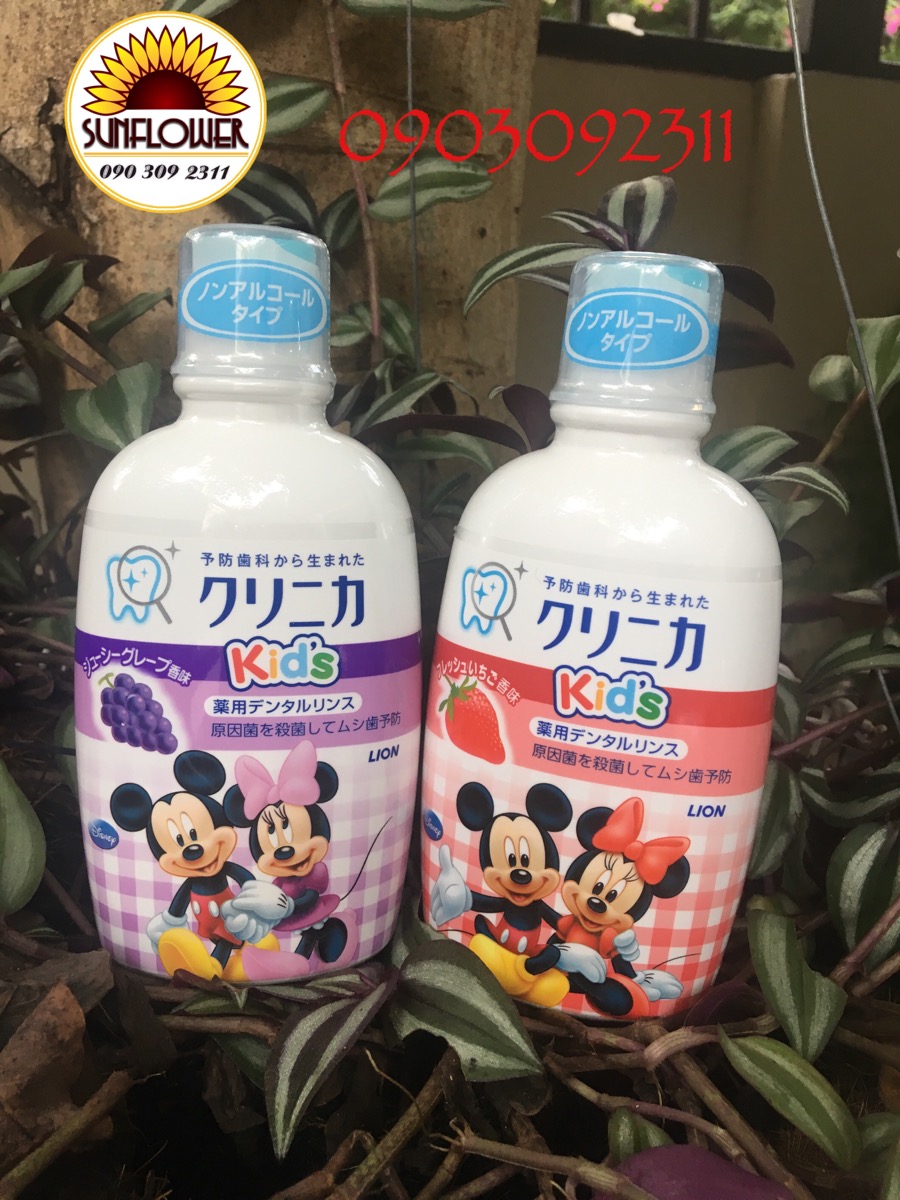 SUNFLOWER
090 309 2311
0903092311
ノンアルコール
タイプ
予防歯科から生まれた
クリニカ
Kid's
ジューシーグレープ香味
薬用デンタルリンス
原因菌を殺菌してムシ歯予防
LION
Disney
ノンアルコール
タイプ
予防歯科から生まれた
クリニカ
Kid's
フレッシュいちご香味
薬用デンタルリンス
原因菌を殺菌してムシ歯予防
LION
Disney